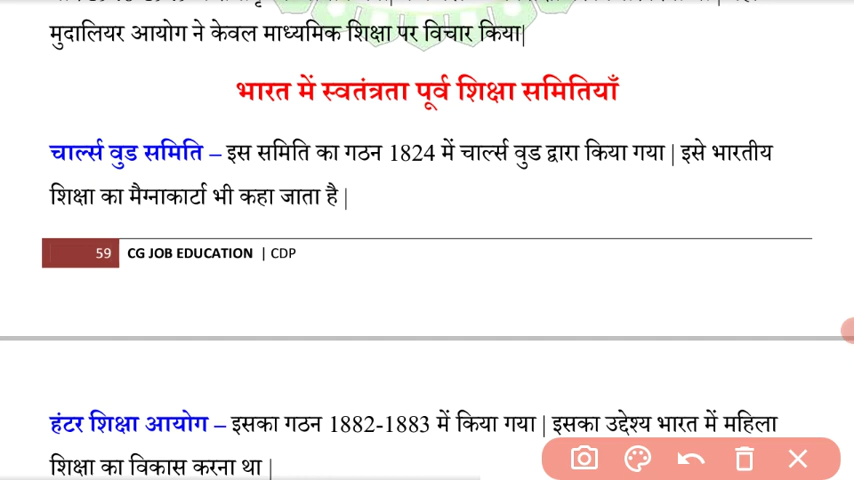 मुदालियर आयोग ने केवल माध्यमिक शिक्षा पर विचार किया|
भारत में स्वतंत्रता पूर्व शिक्षा समितियाँ
चार्ल्स वुड समिति – इस समिति का गठन 1824 में चार्ल्स वुड द्वारा किया गया | इसे भारतीय
शिक्षा का मैग्नाकार्टा भी कहा जाता है |
59 CG JOB EDUCATION | CDP
हंटर शिक्षा आयोग – इसका गठन 1882-1883 में किया गया | इसका उद्देश्य भारत में महिला
शिक्षा का विकास करना था |